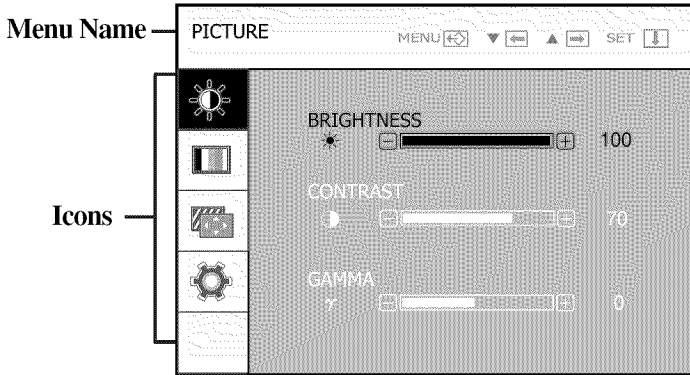 Menu Name
PICTURE MENU SET
BRIGHTNESS
100
CONTRAST
70
Icons
GAMMA
γ 0